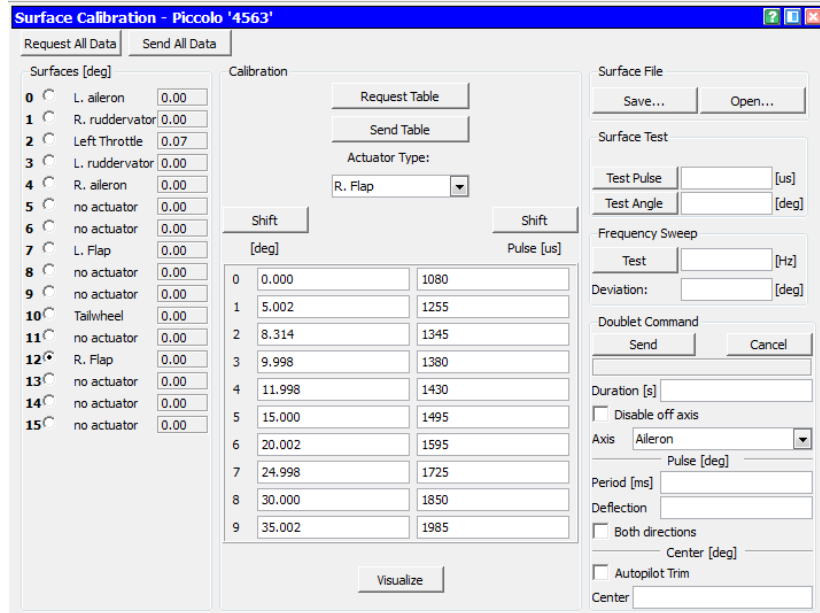 Surface Calibration - Piccolo '4563'
Request All Data Send All Data
Surfaces [deg]
0 L. aileron 0.00
1 R. ruddervator 0.00
2 Left Throttle 0.07
3 L. ruddervator 0.00
4 R. aileron 0.00
5 no actuator 0.00
6 no actuator 0.00
7 L. Flap 0.00
8 no actuator 0.00
9 no actuator 0.00
10 Tailwheel 0.00
11 no actuator 0.00
12 R. Flap 0.00
13 no actuator 0.00
14 no actuator 0.00
15 no actuator 0.00
Calibration
Request Table
Send Table
Actuator Type:
R. Flap
Shift Shift
[deg] Pulse [us]
0 0.000 1080
1 5.002 1255
2 8.314 1345
3 9.998 1380
4 11.998 1430
5 15.000 1495
6 20.002 1595
7 24.998 1725
8 30.000 1850
9 35.002 1985
Visualize
Surface File
Save... Open...
Surface Test
Test Pulse [us]
Test Angle [deg]
Frequency Sweep
Test [Hz]
Deviation: [deg]
Doublet Command
Send Cancel
Duration [s]
Disable off axis
Axis Aileron
Pulse [deg]
Period [ms]
Deflection
Both directions
Center [deg]
Autopilot Trim
Center